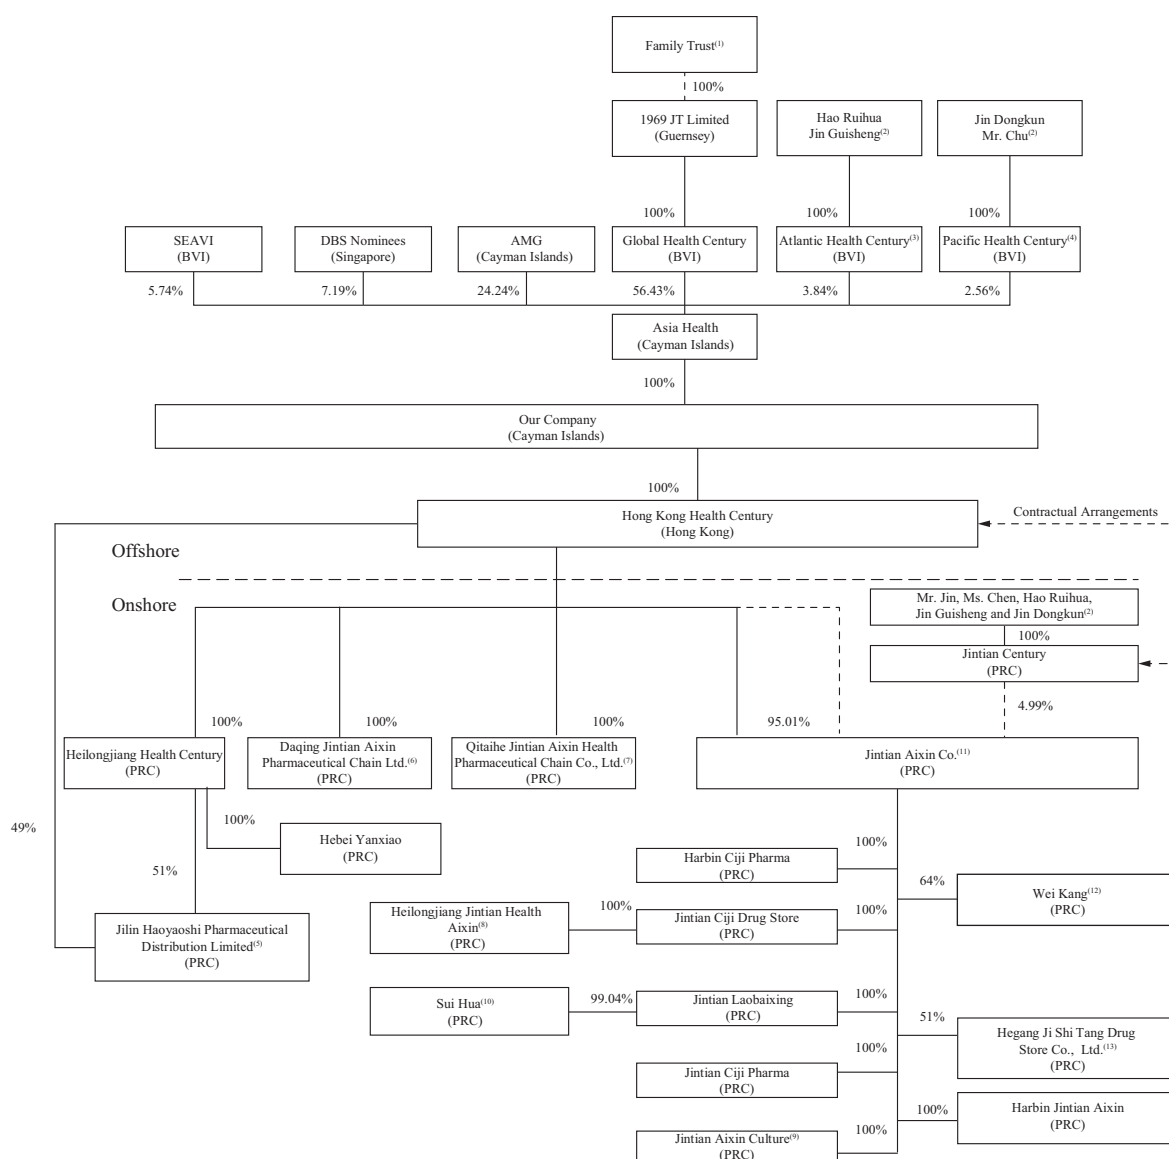 Family Trust(1)
100%
1969 JT Limited
(Guernsey)
Hao Ruihua
Jin Guisheng(2)
Jin Dongkun
Mr. Chu(2)
100%
100%
100%
SEAVI
(BVI)
DBS Nominees
(Singapore)
AMG
(Cayman Islands)
Global Health Century
(BVI)
Atlantic Health Century(3)
(BVI)
Pacific Health Century(4)
(BVI)
5.74%
7.19%
24.24%
56.43%
3.84%
2.56%
Asia Health
(Cayman Islands)
100%
Our Company
(Cayman Islands)
100%
Hong Kong Health Century
(Hong Kong)
Contractual Arrangements
Offshore
Onshore
Mr. Jin, Ms. Chen, Hao Ruihua,
Jin Guisheng and Jin Dongkun(2)
100%
Jintian Century
(PRC)
4.99%
100%
100%
100%
95.01%
Heilongjiang Health Century
(PRC)
Daqing Jintian Aixin
Pharmaceutical Chain Ltd.(6)
(PRC)
Qitaihe Jintian Aixin Health
Pharmaceutical Chain Co., Ltd.(7)
(PRC)
Jintian Aixin Co.(11)
(PRC)
49%
100%
Hebei Yanxiao
(PRC)
51%
Jilin Haoyaoshi Pharmaceutical
Distribution Limited(5)
(PRC)
100%
Harbin Ciji Pharma
(PRC)
64%
Wei Kang(12)
(PRC)
Heilongjiang Jintian Health
Aixin(8)
(PRC)
100%
Jintian Ciji Drug Store
(PRC)
100%
Sui Hua(10)
(PRC)
99.04%
Jintian Laobaixing
(PRC)
100%
51%
Hegang Ji Shi Tang Drug
Store Co., Ltd.(13)
(PRC)
100%
Jintian Ciji Pharma
(PRC)
100%
Harbin Jintian Aixin
(PRC)
100%
Jintian Aixin Culture(9)
(PRC)